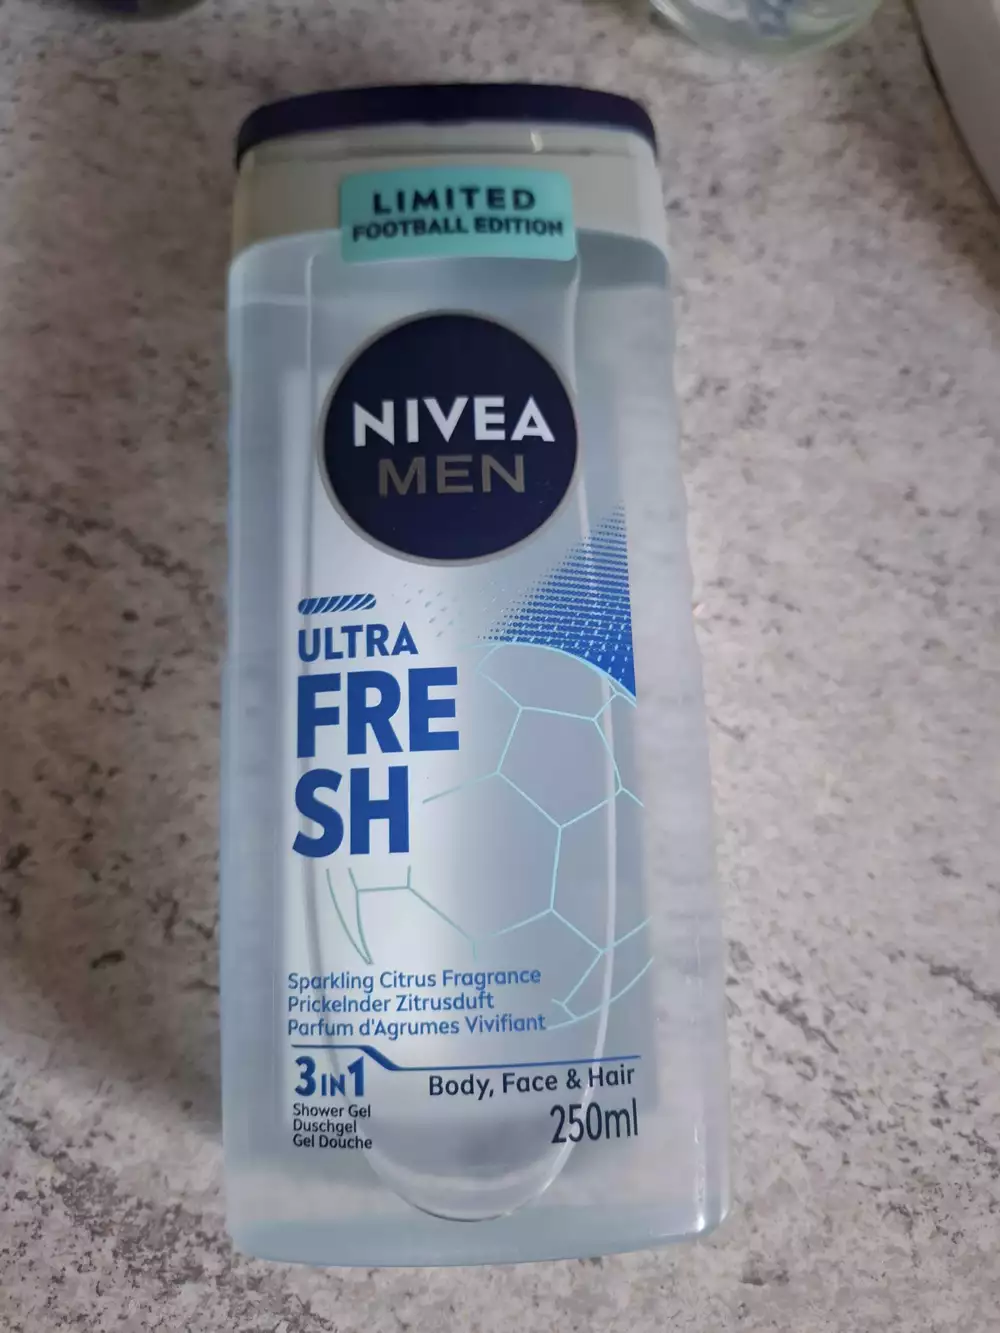 LIMITED
FOOTBALL EDITION
NIVEA
MEN
ULTRA
FRE
SH
Sparkling Citrus Fragrance
Prickelnder Zitrusduft
Parfum d'Agrumes Vivifiant
3IN1
Body, Face & Hair
Shower Gel
Duschgel
Gel Douche
250ml